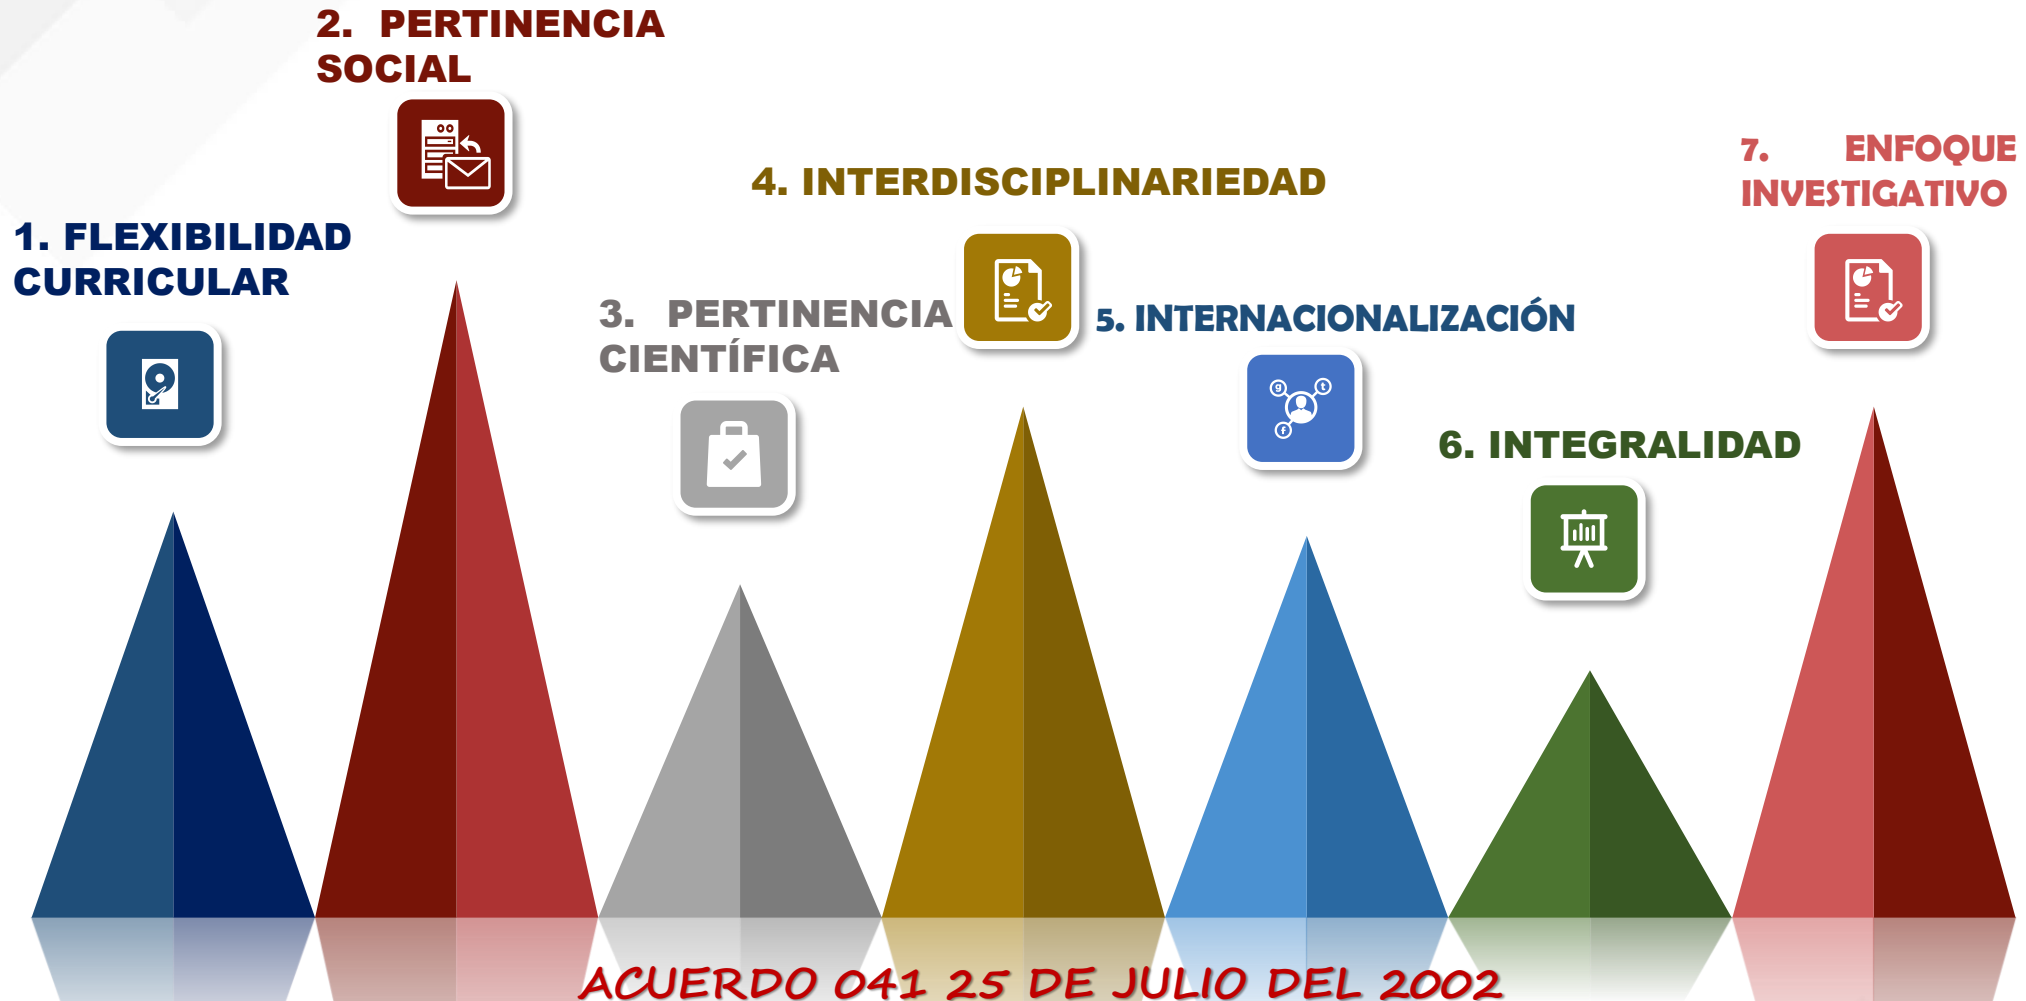 1. FLEXIBILIDAD
CURRICULAR
2. PERTINENCIA
SOCIAL
3. PERTINENCIA
CIENTÍFICA
4. INTERDISCIPLINARIEDAD
5. INTERNACIONALIZACIÓN
g
t
f
6. INTEGRALIDAD
7. ENFOQUE
INVESTIGATIVO
ACUERDO 041 25 DE JULIO DEL 2002